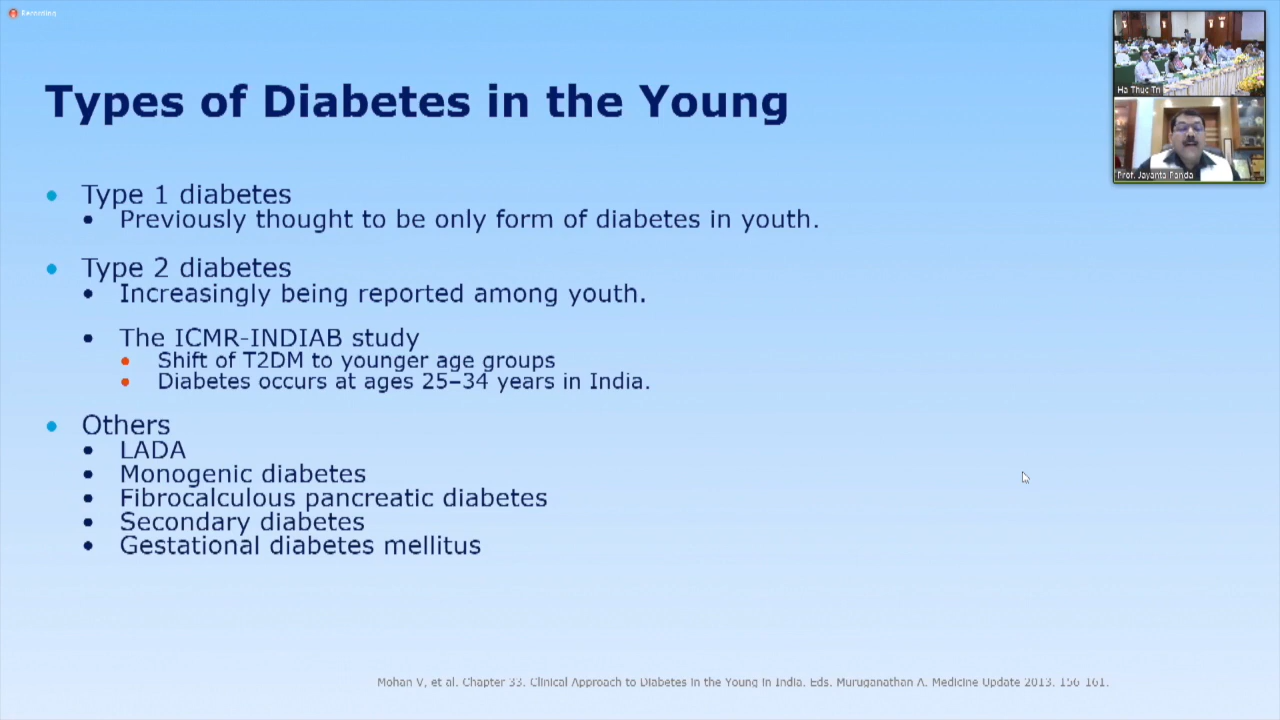 Recording
Ha Thuc Tri
Prof. Jayanta Panda
Types of Diabetes in the Young
• Type 1 diabetes
• Previously thought to be only form of diabetes in youth.
• Type 2 diabetes
• Increasingly being reported among youth.
• The ICMR-INDIAB study
• Shift of T2DM to younger age groups
• Diabetes occurs at ages 25–34 years in India.
• Others
• LADA
• Monogenic diabetes
• Fibrocalculous pancreatic diabetes
• Secondary diabetes
• Gestational diabetes mellitus
Mohan V, et al. Chapter 33. Clinical Approach to Diabetes in the Young in India. Eds. Muruganathan A. Medicine Update 2013. 156-161.